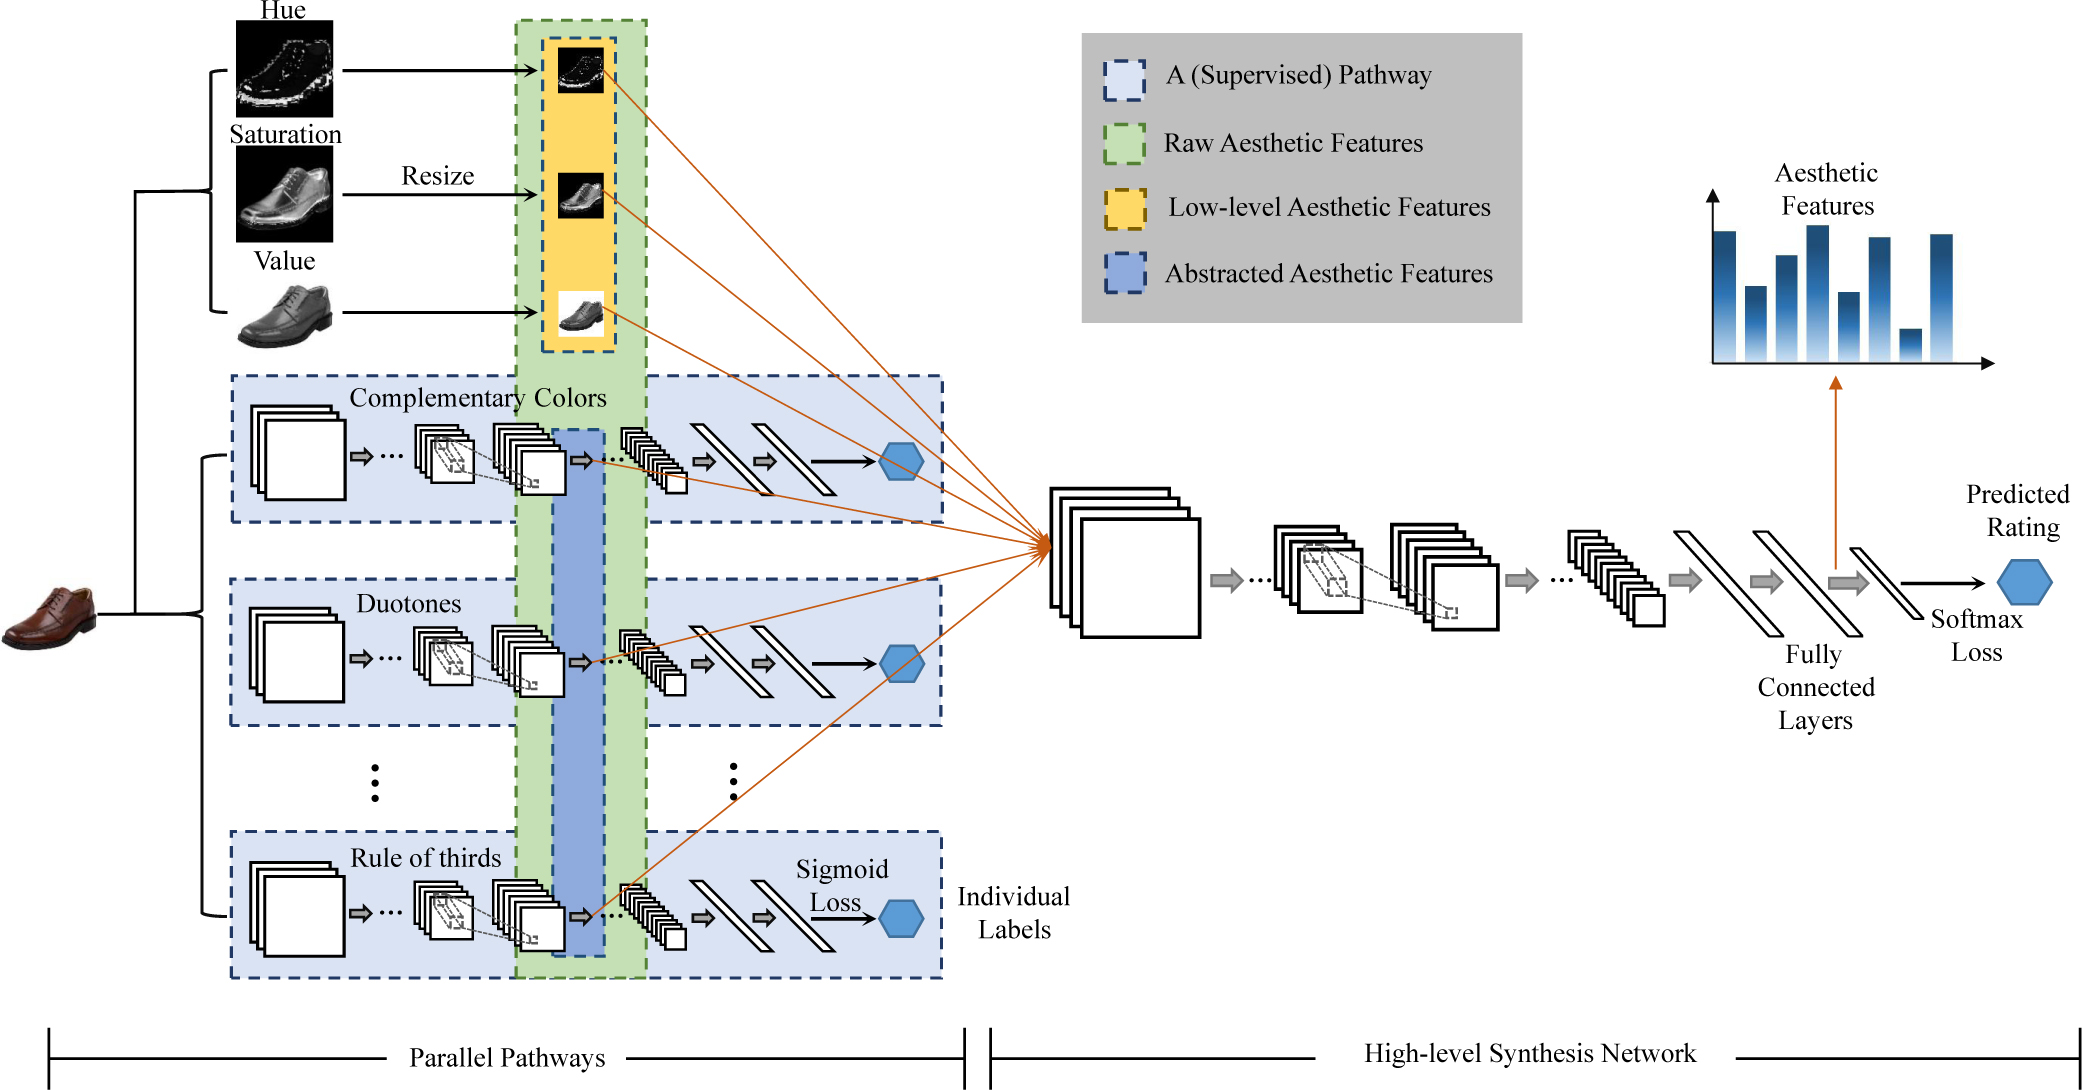 Hue
Saturation
Resize
Value
A (Supervised) Pathway
Raw Aesthetic Features
Low-level Aesthetic Features
Abstracted Aesthetic Features
Aesthetic
Features
Complementary Colors
Duotones
Rule of thirds
Sigmoid
Loss
Individual
Labels
Predicted
Rating
Softmax
Loss
Fully
Connected
Layers
Parallel Pathways
High-level Synthesis Network